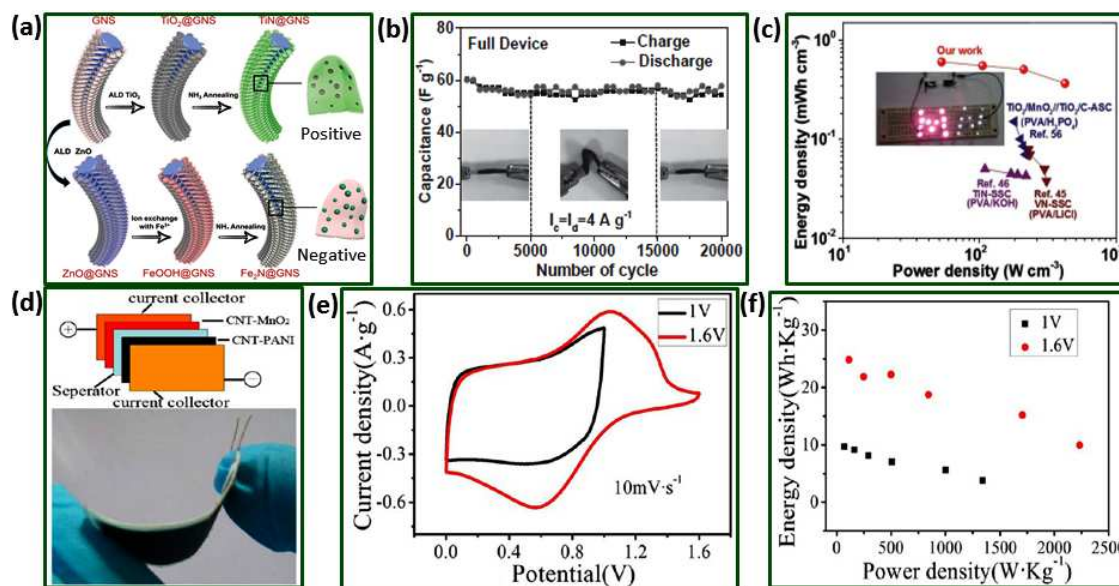 (a)
GNS
TiO₂@GNS
TiN@GNS
ALD TiO₂
NH₃ Annealing
Positive
ALD ZnO
Ion exchange
with Fe³⁺
NH₃ Annealing
Negative
ZnO@GNS
FeOOH@GNS
Fe₂N@GNS
(b)
Full Device
Charge
Discharge
Capacitance (F g⁻¹)
100
80
60
40
20
0
I_c=I_d=4 A g⁻¹
0
5000
10000
15000
20000
Number of cycle
(c)
Energy density (mWh cm⁻³)
10⁰
10⁻¹
10⁻²
Our work
TiO₂/MnO₂//TiO₂/C-ASC
(PVA/H₃PO₄)
Ref. 56
Ref. 46
TiN-SSC
(PVA/KOH)
Ref. 45
VN-SSC
(PVA/LiCl)
10¹
10²
10³
Power density (W cm⁻³)
(d)
current collector
CNT-MnO₂
CNT-PANI
Seperator
current collector
(e)
1V
1.6V
Current density(A·g⁻¹)
0.6
0.3
0.0
-0.3
-0.6
10mV·s⁻¹
0.0
0.4
0.8
1.2
1.6
Potential(V)
(f)
1V
1.6V
Energy density(Wh·Kg⁻¹)
30
20
10
0
0
500
1000
1500
2000
2500
Power density(W·Kg⁻¹)